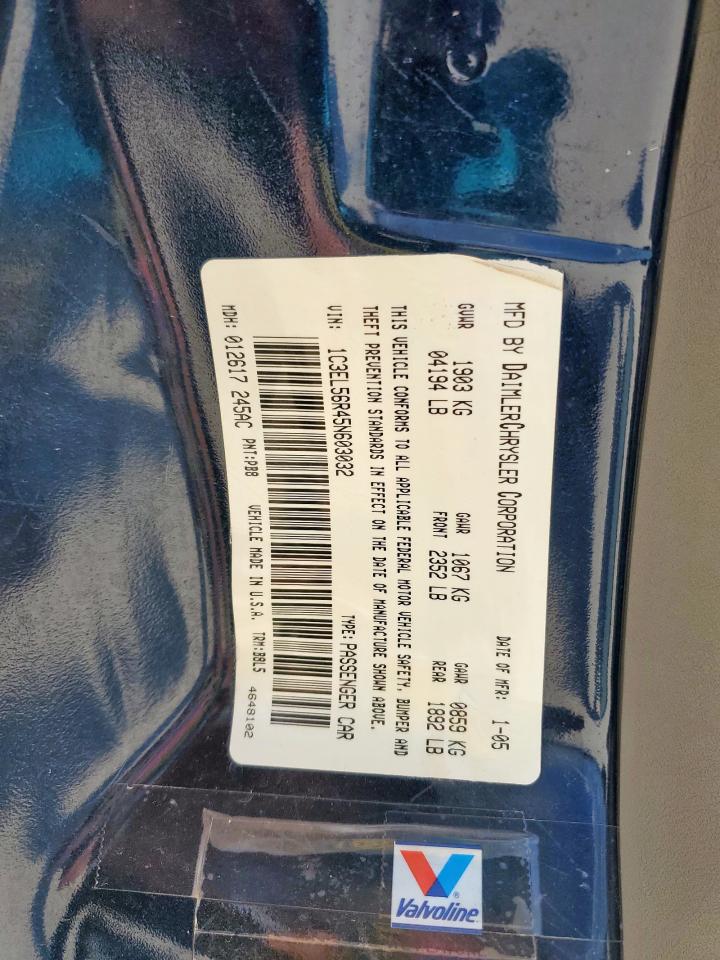 MFD BY DAIMLERCHRYSLER CORPORATION DATE OF MFR: 1-05
GVWR 1903 KG GAWR 1067 KG GAWR 0859 KG
04194 LB FRONT 2352 LB REAR 1892 LB
THIS VEHICLE CONFORMS TO ALL APPLICABLE FEDERAL MOTOR VEHICLE SAFETY, BUMPER AND
THEFT PREVENTION STANDARDS IN EFFECT ON THE DATE OF MANUFACTURE SHOWN ABOVE.
VIN: 1C3EL56R45N603032 TYPE: PASSENGER CAR
MDH: 012617 245AC PNT:PB8 VEHICLE MADE IN U.S.A. TRM:B9L5 4648102
Valvoline